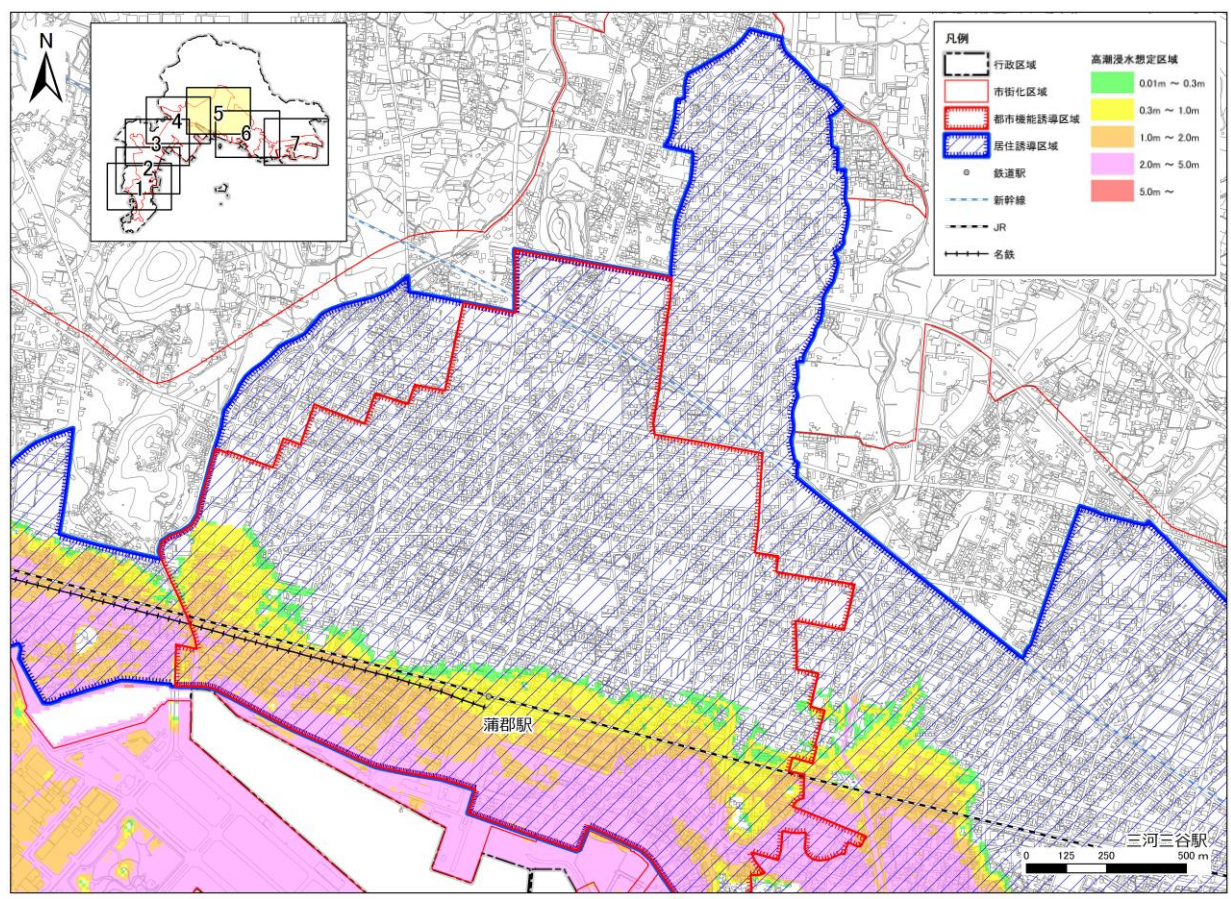 N
5
4
6
7
3
2
1
凡例
行政区域
市街化区域
都市機能誘導区域
居住誘導区域
鉄道駅
新幹線
JR
名鉄
高潮浸水想定区域
0.01m ～ 0.3m
0.3m ～ 1.0m
1.0m ～ 2.0m
2.0m ～ 5.0m
5.0m ～
蒲郡駅
三河三谷駅
0 125 250 500 m